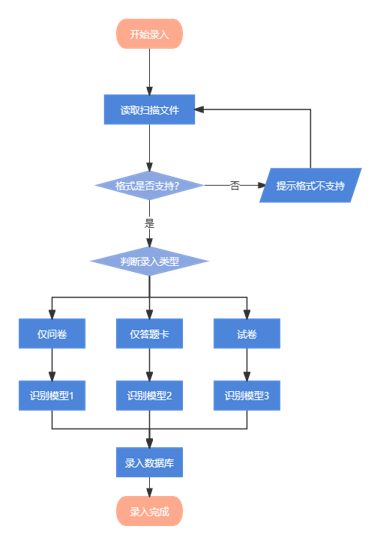 开始录入
读取扫描文件
格式是否支持?
否
提示格式不支持
是
判断录入类型
仅问卷
仅答题卡
试卷
识别模型1
识别模型2
识别模型3
录入数据库
录入完成